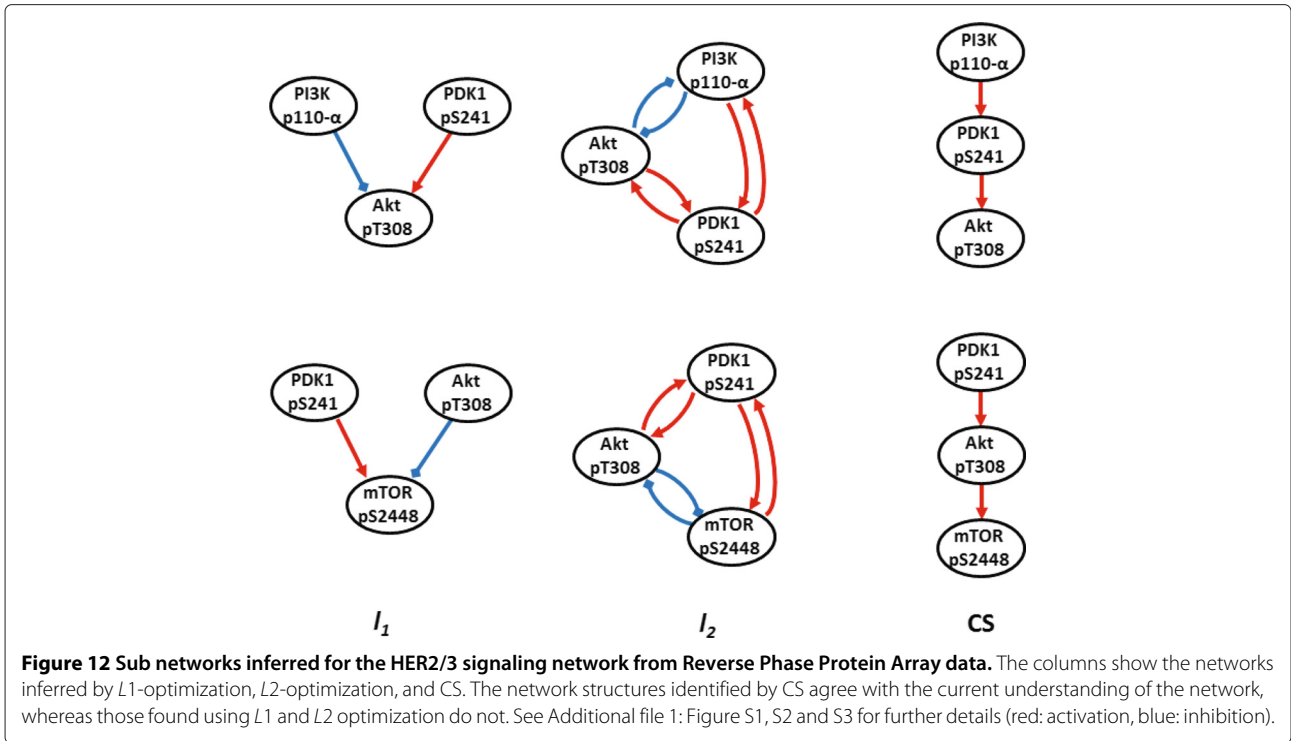 PI3K
p110-α
PDK1
pS241
Akt
pT308
PI3K
p110-α
Akt
pT308
PDK1
pS241
PI3K
p110-α
PDK1
pS241
Akt
pT308
PDK1
pS241
Akt
pT308
mTOR
pS2448
PDK1
pS241
Akt
pT308
mTOR
pS2448
PDK1
pS241
Akt
pT308
mTOR
pS2448
l1
l2
CS
Figure 12 Sub networks inferred for the HER2/3 signaling network from Reverse Phase Protein Array data. The columns show the networks
inferred by L1-optimization, L2-optimization, and CS. The network structures identified by CS agree with the current understanding of the network,
whereas those found using L1 and L2 optimization do not. See Additional file 1: Figure S1, S2 and S3 for further details (red: activation, blue: inhibition).